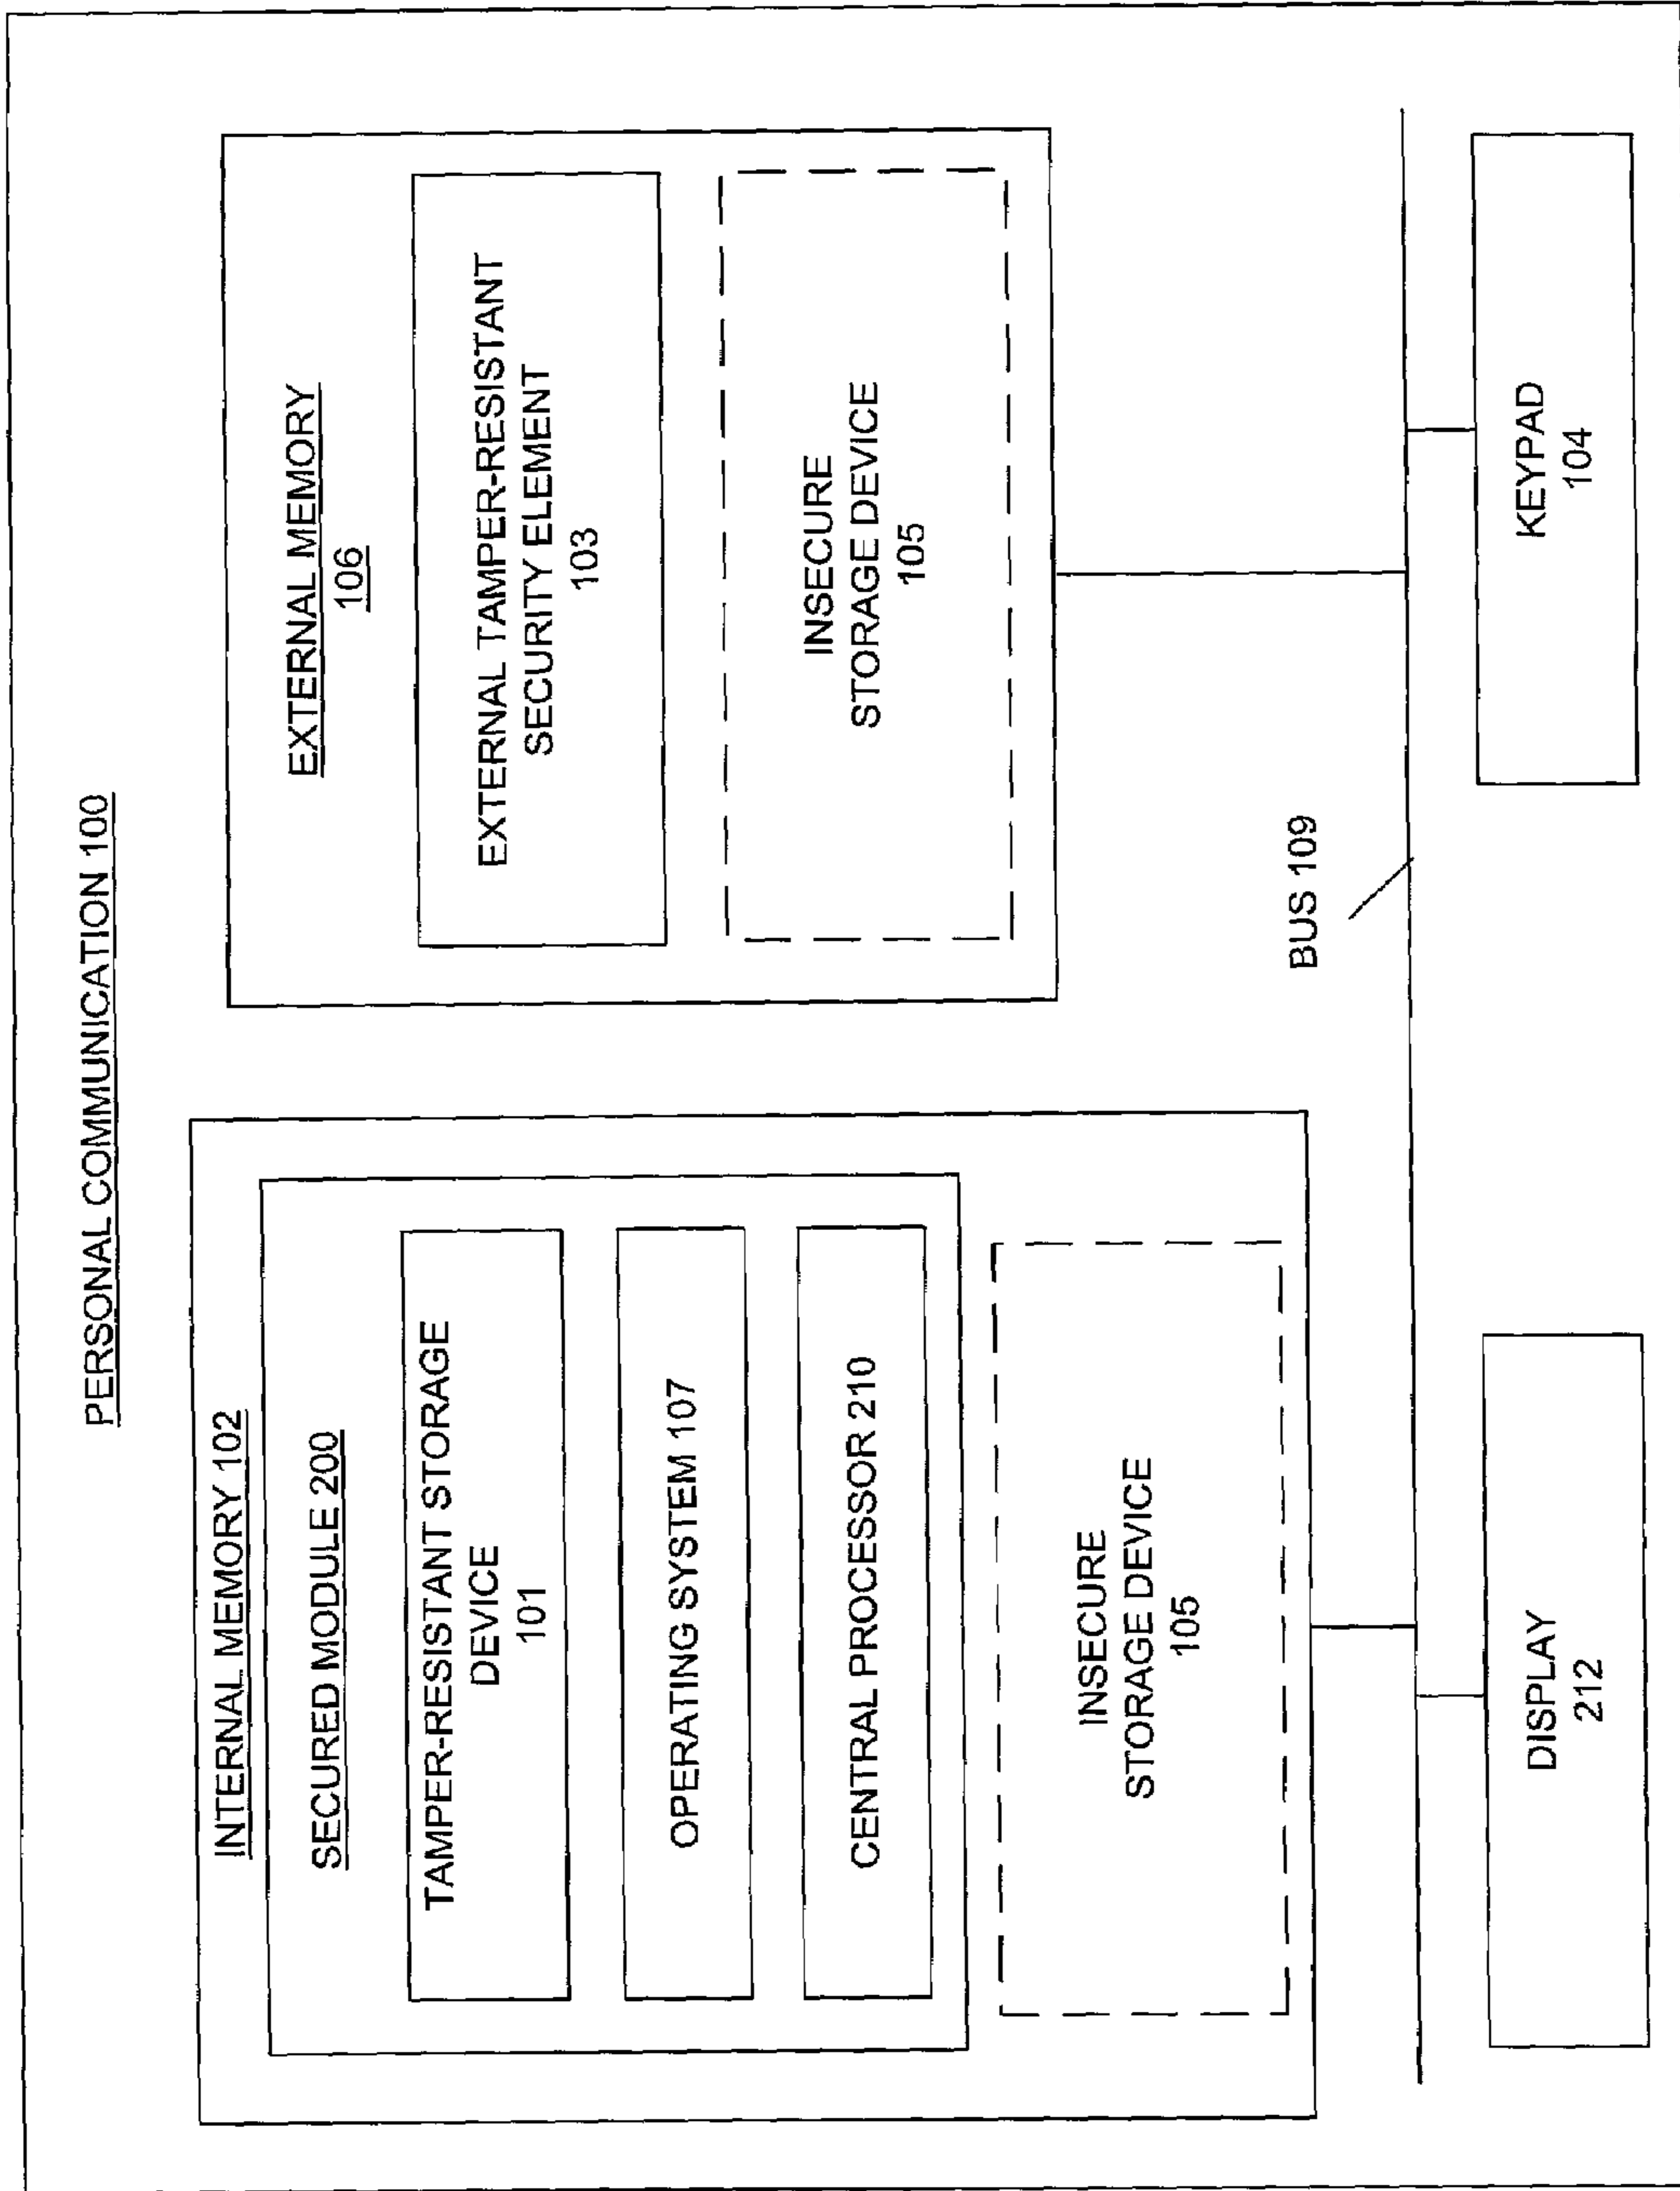 PERSONAL COMMUNICATION 100
INTERNAL MEMORY 102
SECURED MODULE 200
TAMPER-RESISTANT STORAGE
DEVICE
101
OPERATING SYSTEM 107
CENTRAL PROCESSOR 210
INSECURE
STORAGE DEVICE
105
EXTERNAL MEMORY
106
EXTERNAL TAMPER-RESISTANT
SECURITY ELEMENT
103
INSECURE
STORAGE DEVICE
105
BUS 109
DISPLAY
212
KEYPAD
104